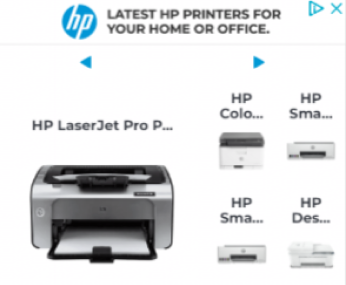 hp
LATEST HP PRINTERS FOR
YOUR HOME OR OFFICE.
HP LaserJet Pro P...
HP
Colo...
HP
Sma...
HP
Sma...
HP
Des...